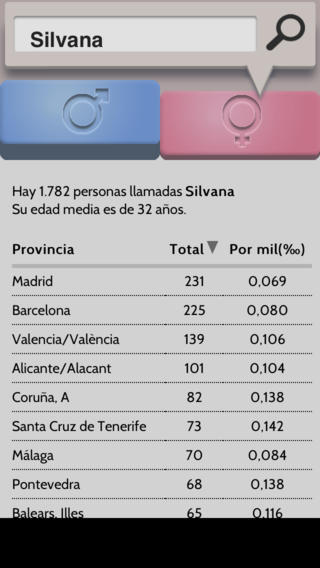 Silvana
Hay 1.782 personas llamadas Silvana
Su edad media es de 32 años.
Provincia Total Por mil(‰)
Madrid 231 0,069
Barcelona 225 0,080
Valencia/València 139 0,106
Alicante/Alacant 101 0,104
Coruña, A 82 0,138
Santa Cruz de Tenerife 73 0,142
Málaga 70 0,084
Pontevedra 68 0,138
Balears, Illes 65 0,116